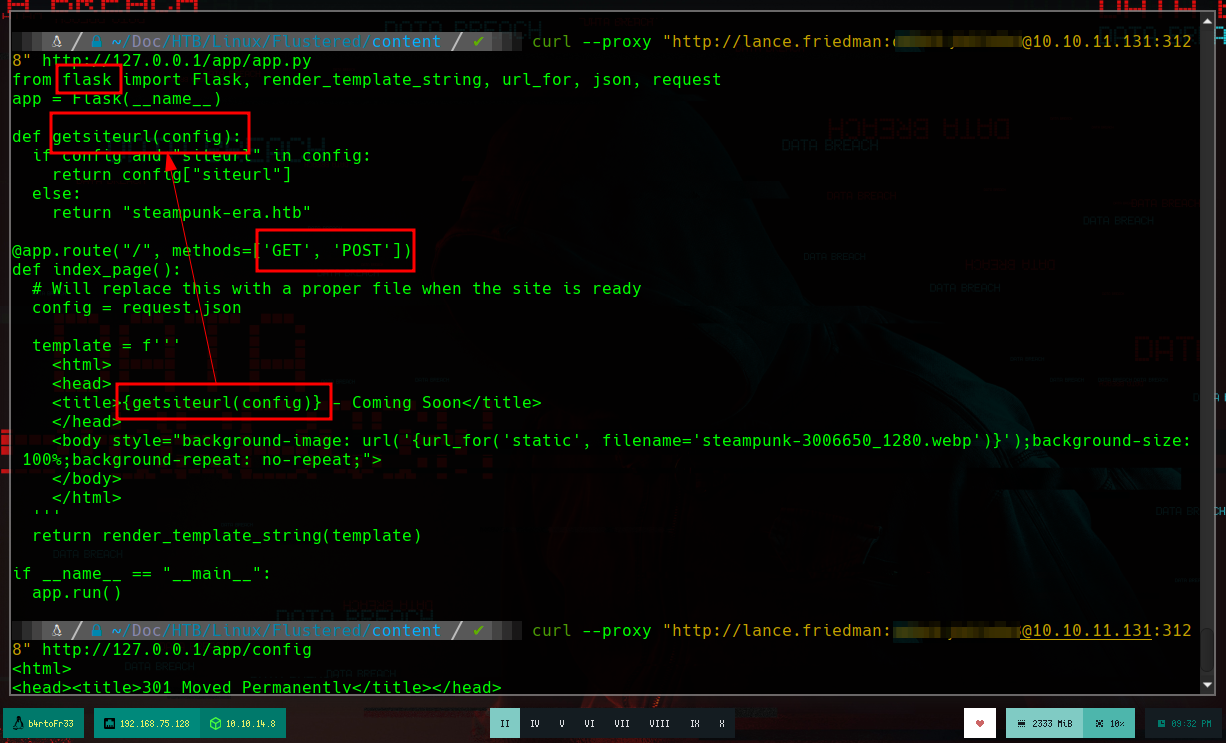 ~/Doc/HTB/Linux/Flustered/content / ✔ curl --proxy "http://lance.friedman: @10.10.11.131:312
8" http://127.0.0.1/app/app.py
from flask import Flask, render_template_string, url_for, json, request
app = Flask(__name__)
def getsiteurl(config):
if config and "siteurl" in config:
return config["siteurl"]
else:
return "steampunk-era.htb"
@app.route("/", methods=['GET', 'POST'])
def index_page():
# Will replace this with a proper file when the site is ready
config = request.json
template = f'''
<html>
<head>
<title>{getsiteurl(config)} - Coming Soon</title>
</head>
<body style="background-image: url('{url_for('static', filename='steampunk-3006650_1280.webp')}');background-size:
100%;background-repeat: no-repeat;">
</body>
</html>
'''
return render_template_string(template)
if __name__ == "__main__":
app.run()
~/Doc/HTB/Linux/Flustered/content / ✔ curl --proxy "http://lance.friedman: @10.10.11.131:312
8" http://127.0.0.1/app/config
<html>
<head><title>301 Moved Permanently</title></head>
b4rtoFr33 192.168.75.128 10.10.14.8 II IV V VI VII VIII IX X 2333 MiB 10% 09:32 PM